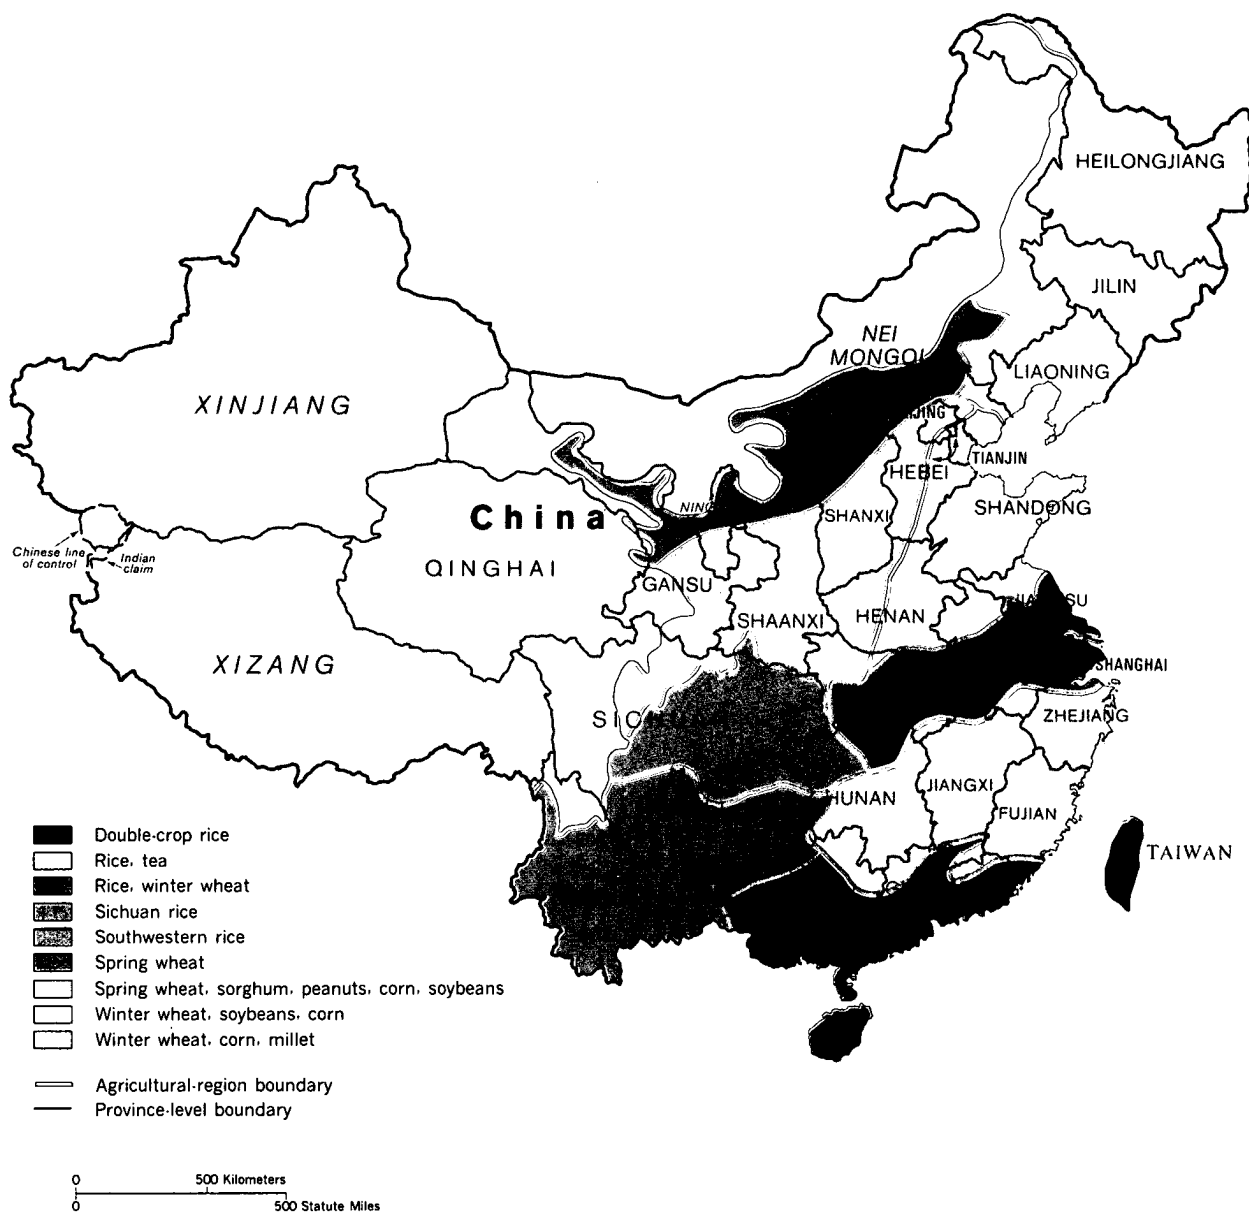 HEILONGJIANG
JILIN
NEI
MONGOL
LIAONING
XINJIANG
HEBEI
TIANJIN
NING
China
SHANXI
SHANDONG
Chinese line
of control
Indian
claim
QINGHAI
GANSU
SHAANXI
HENAN
SU
XIZANG
SHANGHAI
SIC
ZHEJIANG
HUNAN
JIANGXI
FUJIAN
TAIWAN
Double-crop rice
Rice, tea
Rice, winter wheat
Sichuan rice
Southwestern rice
Spring wheat
Spring wheat, sorghum, peanuts, corn, soybeans
Winter wheat, soybeans, corn
Winter wheat, corn, millet
Agricultural-region boundary
Province-level boundary
0 500 Kilometers
0 500 Statute Miles